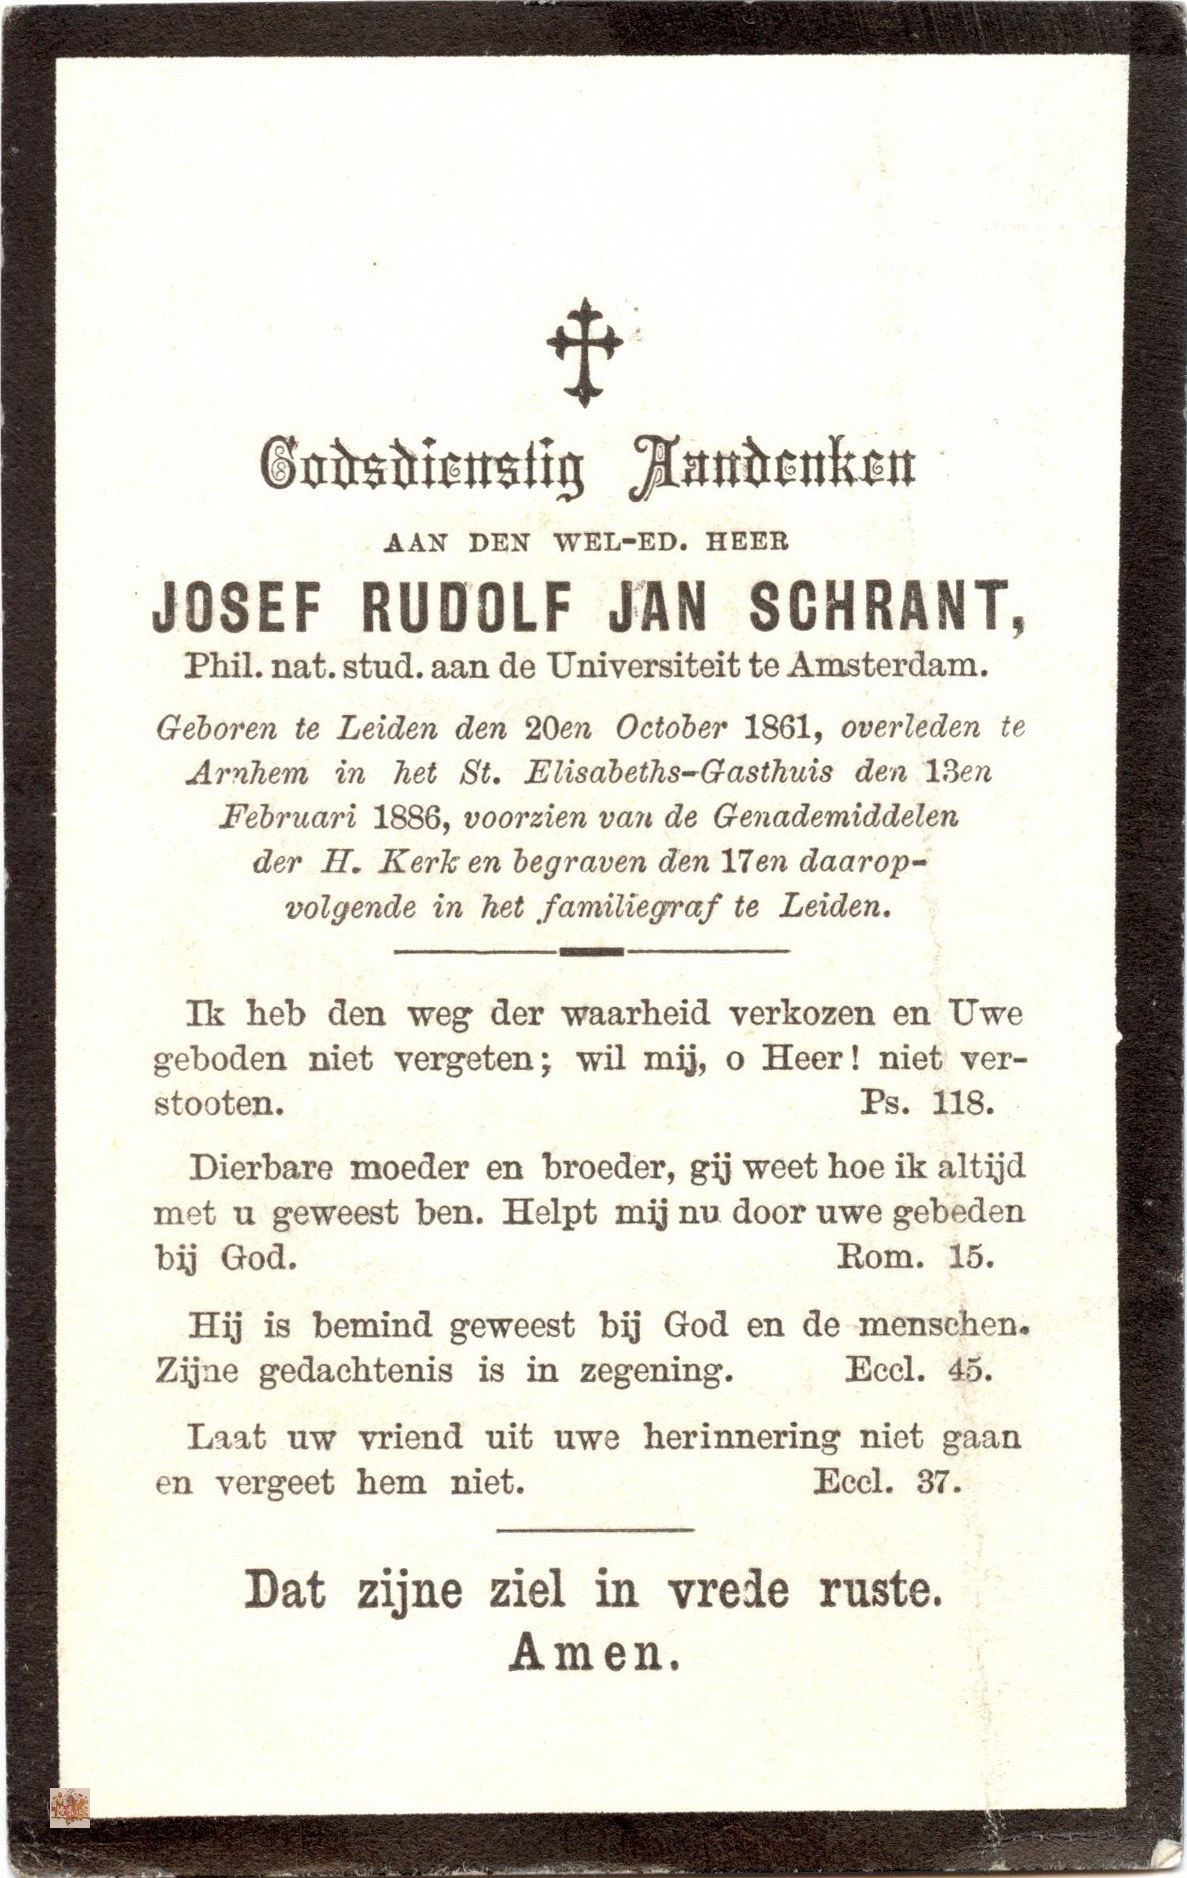 Godsdienstig Aandenken
AAN DEN WEL-ED. HEER
JOSEF RUDOLF JAN SCHRANT,
Phil. nat. stud. aan de Universiteit te Amsterdam.
Geboren te Leiden den 20en October 1861, overleden te
Arnhem in het St. Elisabeths-Gasthuis den 13en
Februari 1886, voorzien van de Genademiddelen
der H. Kerk en begraven den 17en daarop-
volgende in het familiegraf te Leiden.
Ik heb den weg der waarheid verkozen en Uwe
geboden niet vergeten; wil mij, o Heer! niet ver-
stooten. Ps. 118.
Dierbare moeder en broeder, gij weet hoe ik altijd
met u geweest ben. Helpt mij nu door uwe gebeden
bij God. Rom. 15.
Hij is bemind geweest bij God en de menschen.
Zijne gedachtenis is in zegening. Eccl. 45.
Laat uw vriend uit uwe herinnering niet gaan
en vergeet hem niet. Eccl. 37.
Dat zijne ziel in vrede ruste.
Amen.